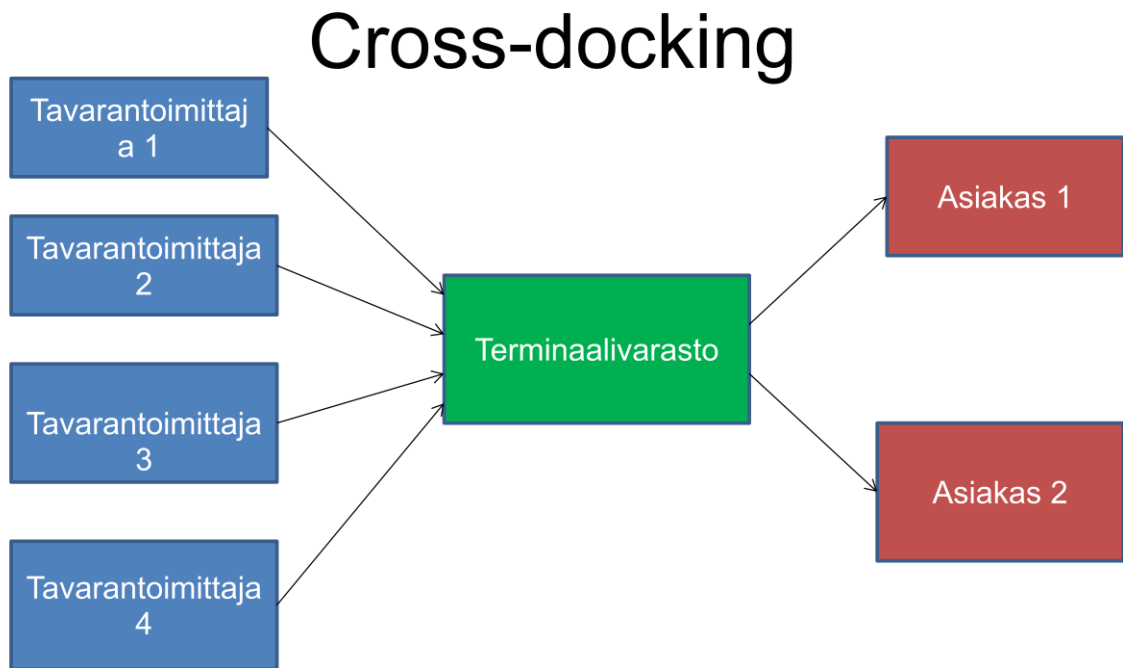 Cross-docking
Tavarantoimittaj
a 1
Tavarantoimittaja
2
Tavarantoimittaja
3
Tavarantoimittaja
4
Terminaalivarasto
Asiakas 1
Asiakas 2